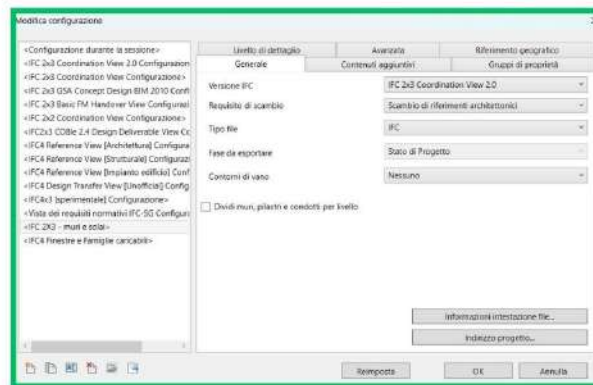 Modifica configurazione
<Configurazione durante la sessione>
<IFC 2x3 Coordination View 2.0 Configurazion
<IFC 2x3 Coordination View Configurazione>
<IFC 2x3 GSA Concept Design BIM 2010 Conf
<IFC 2x3 Basic FM Handover View Configurazi
<IFC 2x2 Coordination View Configurazione>
<IFC2x3 COBie 2.4 Design Deliverable View Co
<IFC4 Reference View [Architettura] Configura
<IFC4 Reference View [Strutturale] Configurazi
<IFC4 Reference View [Impianto edificio] Conf
<IFC4 Design Transfer View [Unofficial] Config
<IFC4x3 [sperimentale] Configurazione>
<Vista dei requisiti normativi IFC-SG Configura
<IFC 2X3 - muri e solai>
<IFC4 Finestre e Famiglie caricabili>
Livello di dettaglio
Avanzata
Riferimento geografico
Generale
Contenuti aggiuntivi
Gruppi di proprietà
Versione IFC
IFC 2x3 Coordination View 2.0
Requisito di scambio
Scambio di riferimenti architettonici
Tipo file
IFC
Fase da esportare
Stato di Progetto
Contorni di vano
Nessuno
Dividi muri, pilastri e condotti per livello
Informazioni intestazione file...
Indirizzo progetto...
Reimposta
OK
Annulla